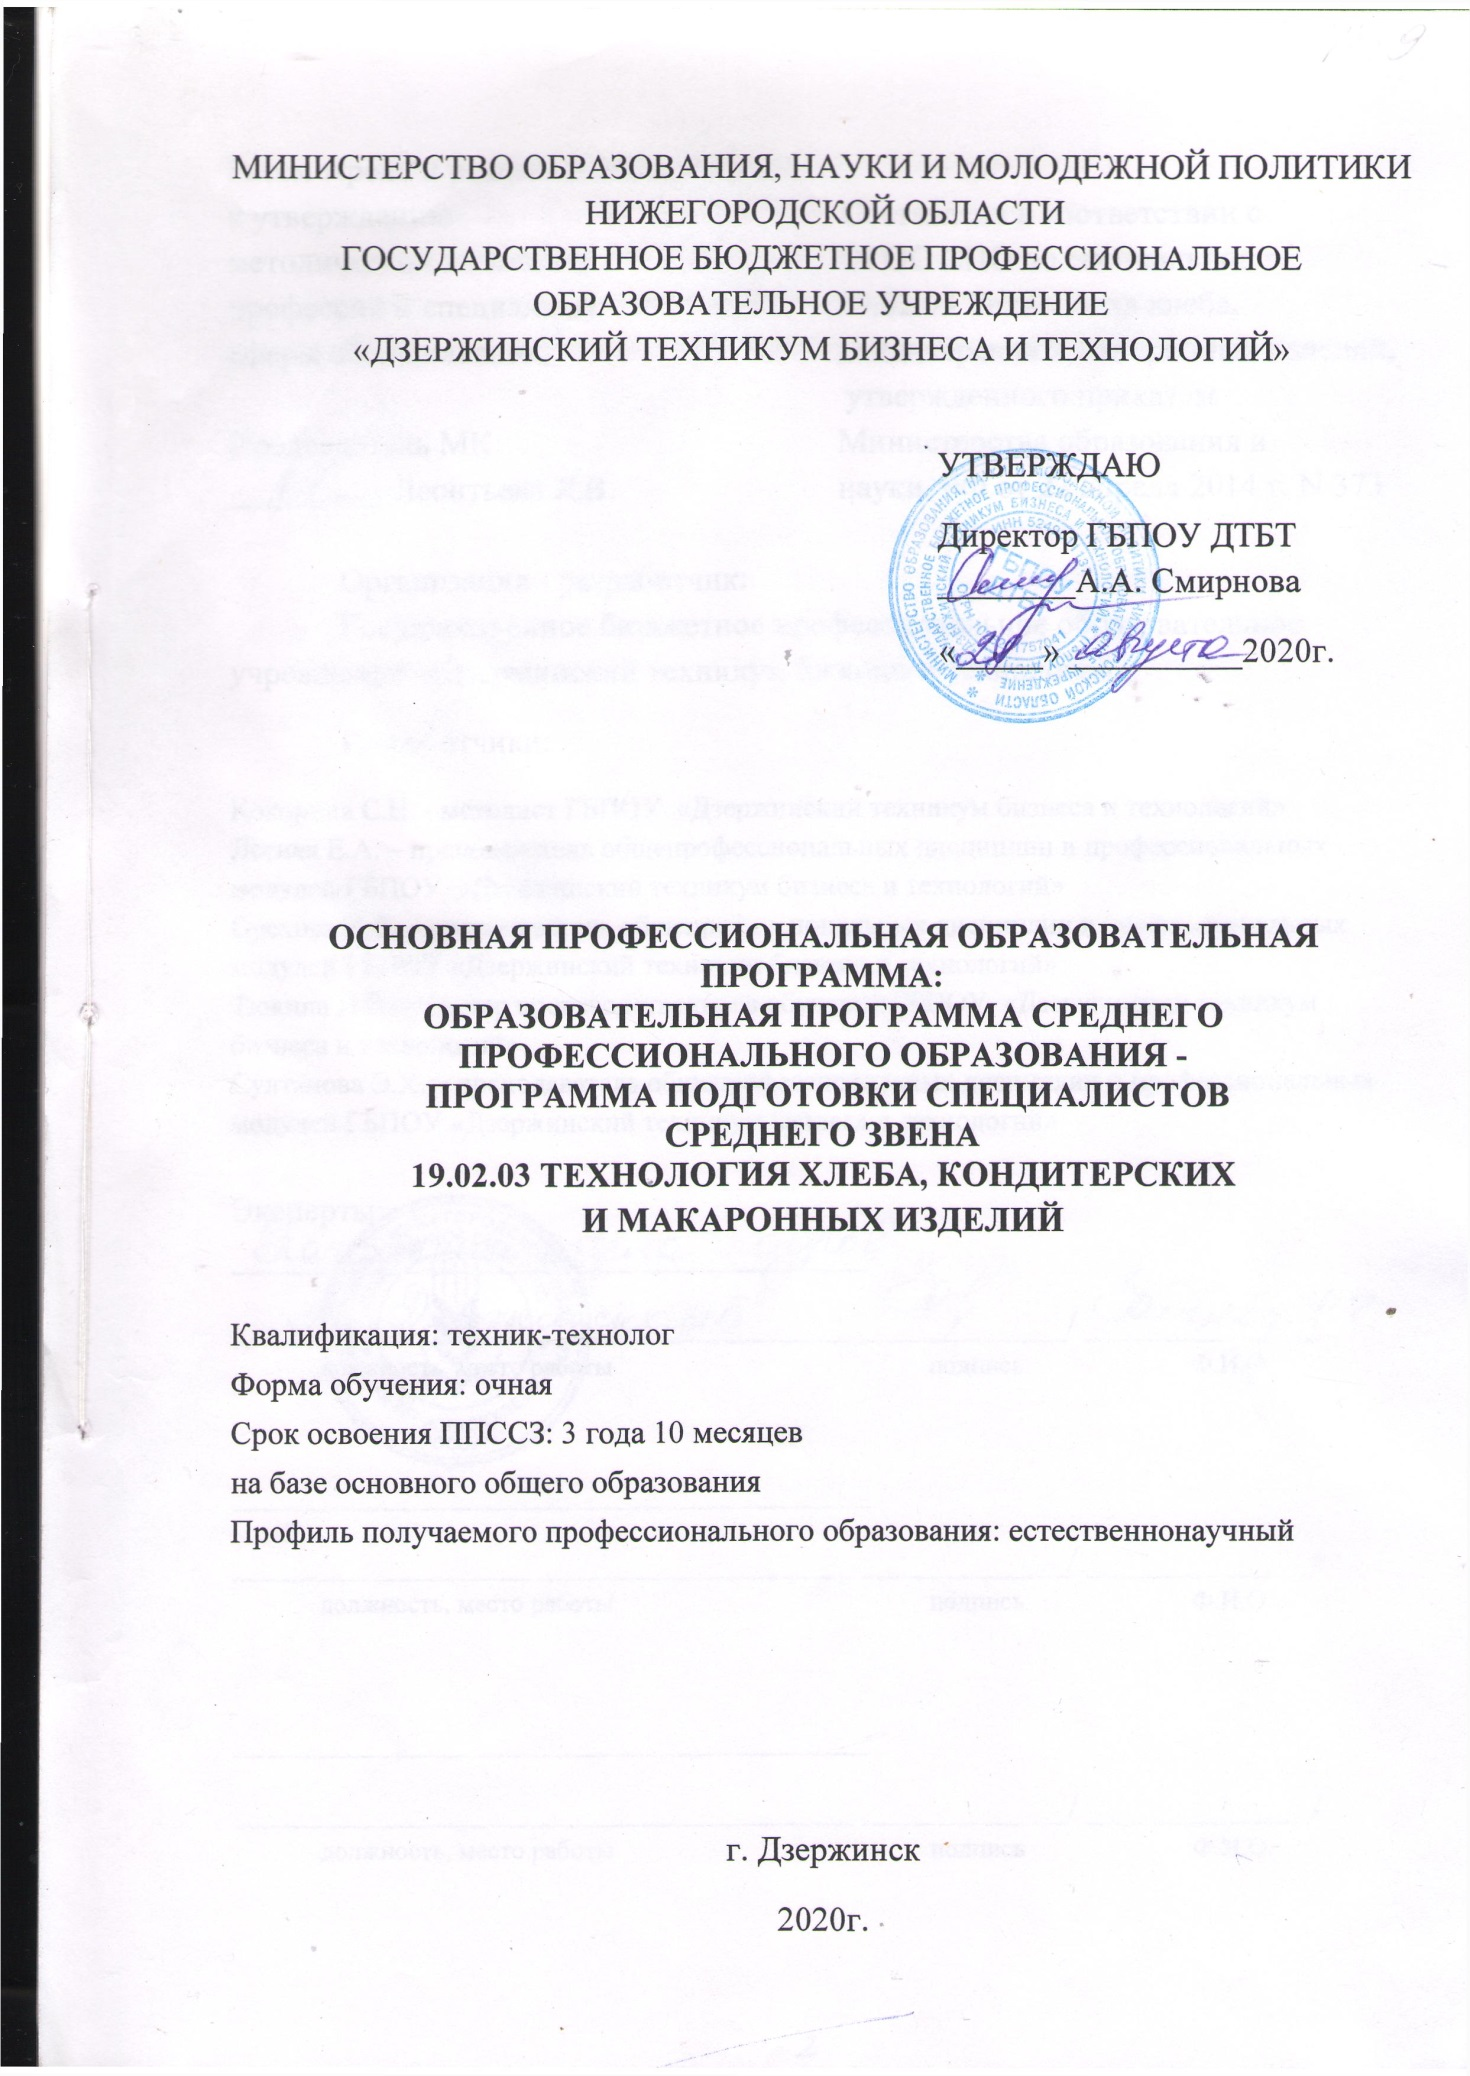 МИНИСТЕРСТВО ОБРАЗОВАНИЯ, НАУКИ И МОЛОДЕЖНОЙ ПОЛИТИКИ
НИЖЕГОРОДСКОЙ ОБЛАСТИ
ГОСУДАРСТВЕННОЕ БЮДЖЕТНОЕ ПРОФЕССИОНАЛЬНОЕ
ОБРАЗОВАТЕЛЬНОЕ УЧРЕЖДЕНИЕ
«ДЗЕРЖИНСКИЙ ТЕХНИКУМ БИЗНЕСА И ТЕХНОЛОГИЙ»
УТВЕРЖДАЮ
Директор ГБПОУ ДТБТ
А.А. Смирнова
« » августа 2020г.
ОСНОВНАЯ ПРОФЕССИОНАЛЬНАЯ ОБРАЗОВАТЕЛЬНАЯ
ПРОГРАММА:
ОБРАЗОВАТЕЛЬНАЯ ПРОГРАММА СРЕДНЕГО
ПРОФЕССИОНАЛЬНОГО ОБРАЗОВАНИЯ -
ПРОГРАММА ПОДГОТОВКИ СПЕЦИАЛИСТОВ
СРЕДНЕГО ЗВЕНА
19.02.03 ТЕХНОЛОГИЯ ХЛЕБА, КОНДИТЕРСКИХ
И МАКАРОННЫХ ИЗДЕЛИЙ
Квалификация: техник-технолог
Форма обучения: очная
Срок освоения ППССЗ: 3 года 10 месяцев
на базе основного общего образования
Профиль получаемого профессионального образования: естественнонаучный
г. Дзержинск
2020г.